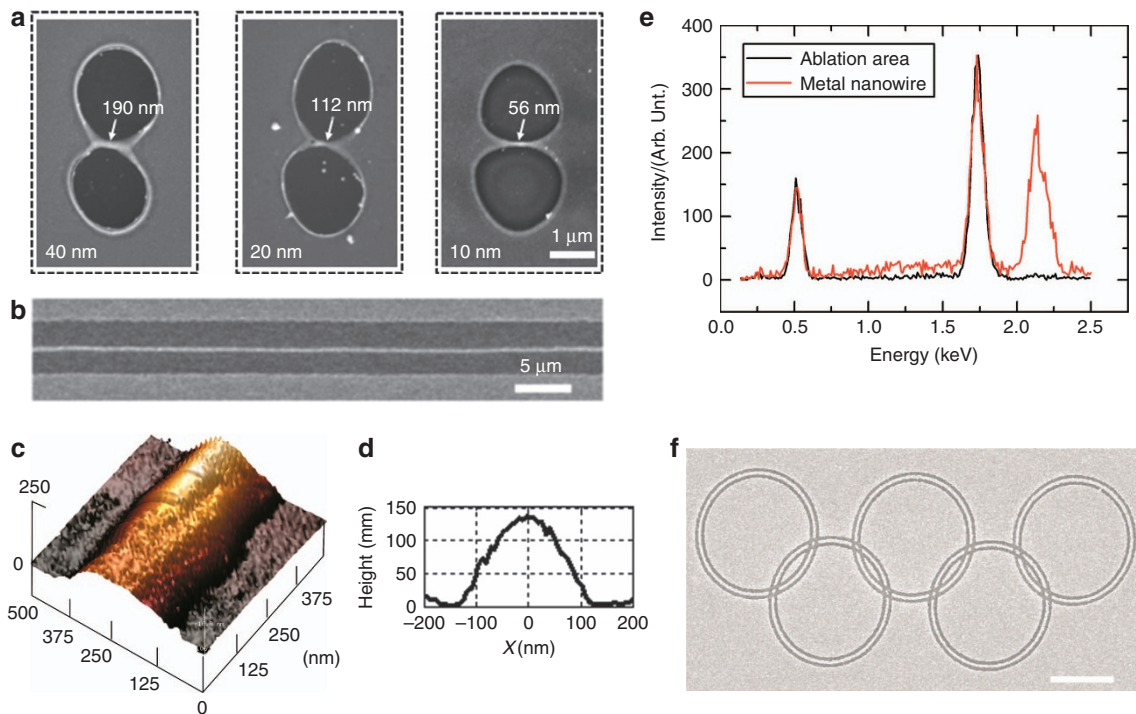 a
190 nm
40 nm
112 nm
20 nm
56 nm
10 nm
1 μm
b
5 μm
c
250
0
500
375
250
125
0
125
250
375
(nm)
d
Height (mm)
150
100
50
0
−200 −100 0 100 200
X(nm)
e
Intensity/(Arb. Unt.)
400
300
200
100
0
Ablation area
Metal nanowire
0.0 0.5 1.0 1.5 2.0 2.5
Energy (keV)
f